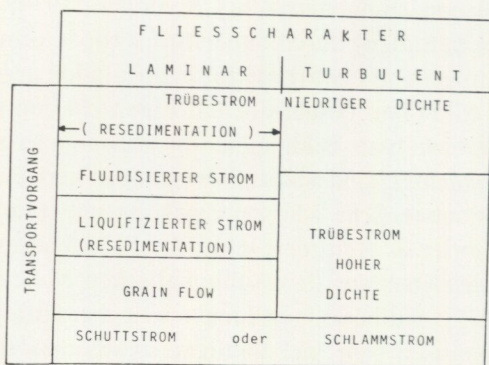 FLIESSCHARAKTER
LAMINAR TURBULENT
TRANSPORTVORGANG
TRÜBESTROM NIEDRIGER DICHTE
( RESEDIMENTATION )
FLUIDISIERTER STROM
LIQUIFIZIERTER STROM
(RESEDIMENTATION)
GRAIN FLOW
TRÜBESTROM
HOHER
DICHTE
SCHUTTSTROM oder SCHLAMMSTROM